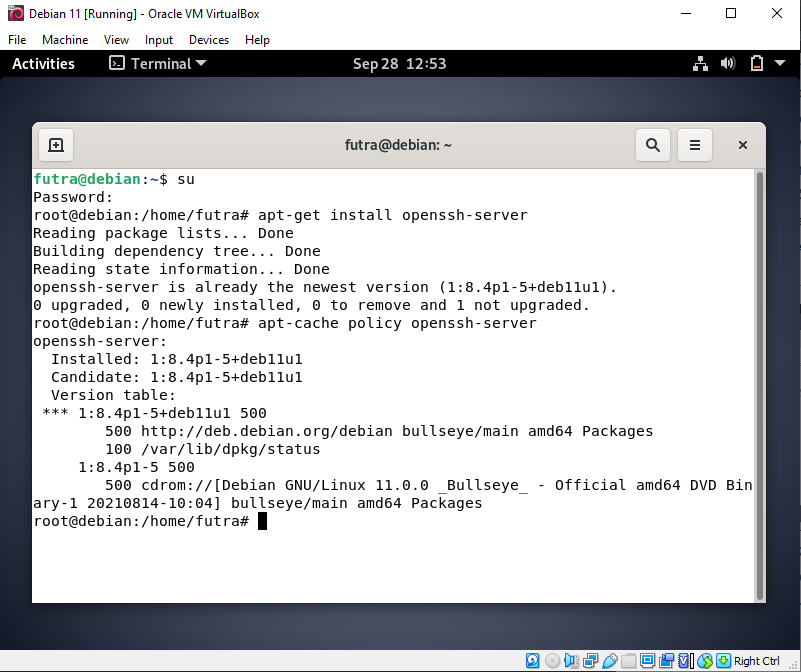 Debian 11 [Running] - Oracle VM VirtualBox
File Machine View Input Devices Help
Activities Terminal Sep 28 12:53
futra@debian: ~
futra@debian:~$ su
Password:
root@debian:/home/futra# apt-get install openssh-server
Reading package lists... Done
Building dependency tree... Done
Reading state information... Done
openssh-server is already the newest version (1:8.4p1-5+deb11u1).
0 upgraded, 0 newly installed, 0 to remove and 1 not upgraded.
root@debian:/home/futra# apt-cache policy openssh-server
openssh-server:
  Installed: 1:8.4p1-5+deb11u1
  Candidate: 1:8.4p1-5+deb11u1
  Version table:
 *** 1:8.4p1-5+deb11u1 500
        500 http://deb.debian.org/debian bullseye/main amd64 Packages
        100 /var/lib/dpkg/status
     1:8.4p1-5 500
        500 cdrom://[Debian GNU/Linux 11.0.0 _Bullseye_ - Official amd64 DVD Bin
ary-1 20210814-10:04] bullseye/main amd64 Packages
root@debian:/home/futra#
Right Ctrl